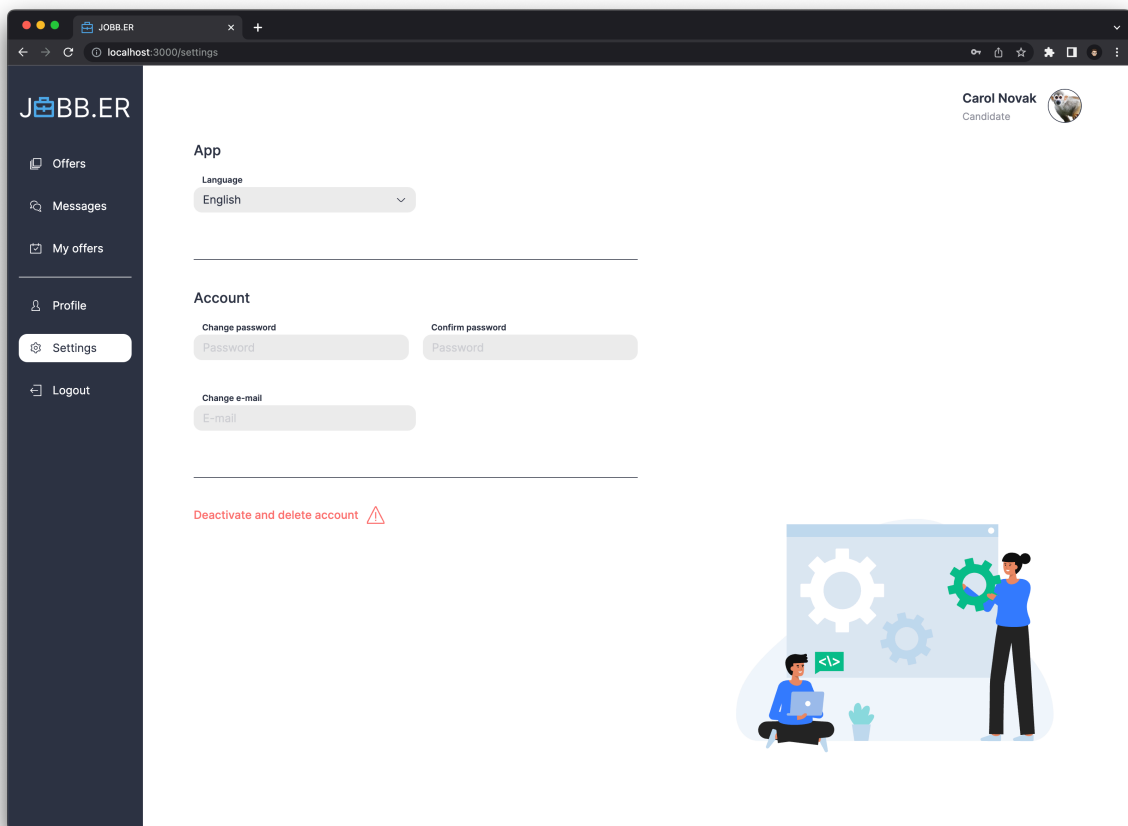 JOBB.ER
localhost:3000/settings
JOBB.ER
Carol Novak
Candidate
Offers
Messages
My offers
Profile
Settings
Logout
App
Language
English
Account
Change password
Confirm password
Password
Password
Change e-mail
E-mail
Deactivate and delete account
<\>